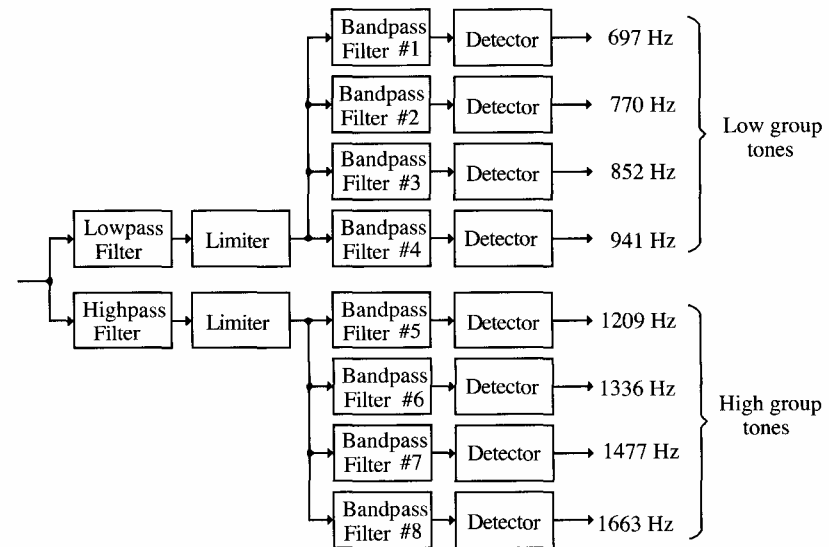 Bandpass
Filter #1
Detector
697 Hz
Bandpass
Filter #2
Detector
770 Hz
Low group
tones
Bandpass
Filter #3
Detector
852 Hz
Lowpass
Filter
Limiter
Bandpass
Filter #4
Detector
941 Hz
Highpass
Filter
Limiter
Bandpass
Filter #5
Detector
1209 Hz
Bandpass
Filter #6
Detector
1336 Hz
High group
tones
Bandpass
Filter #7
Detector
1477 Hz
Bandpass
Filter #8
Detector
1663 Hz